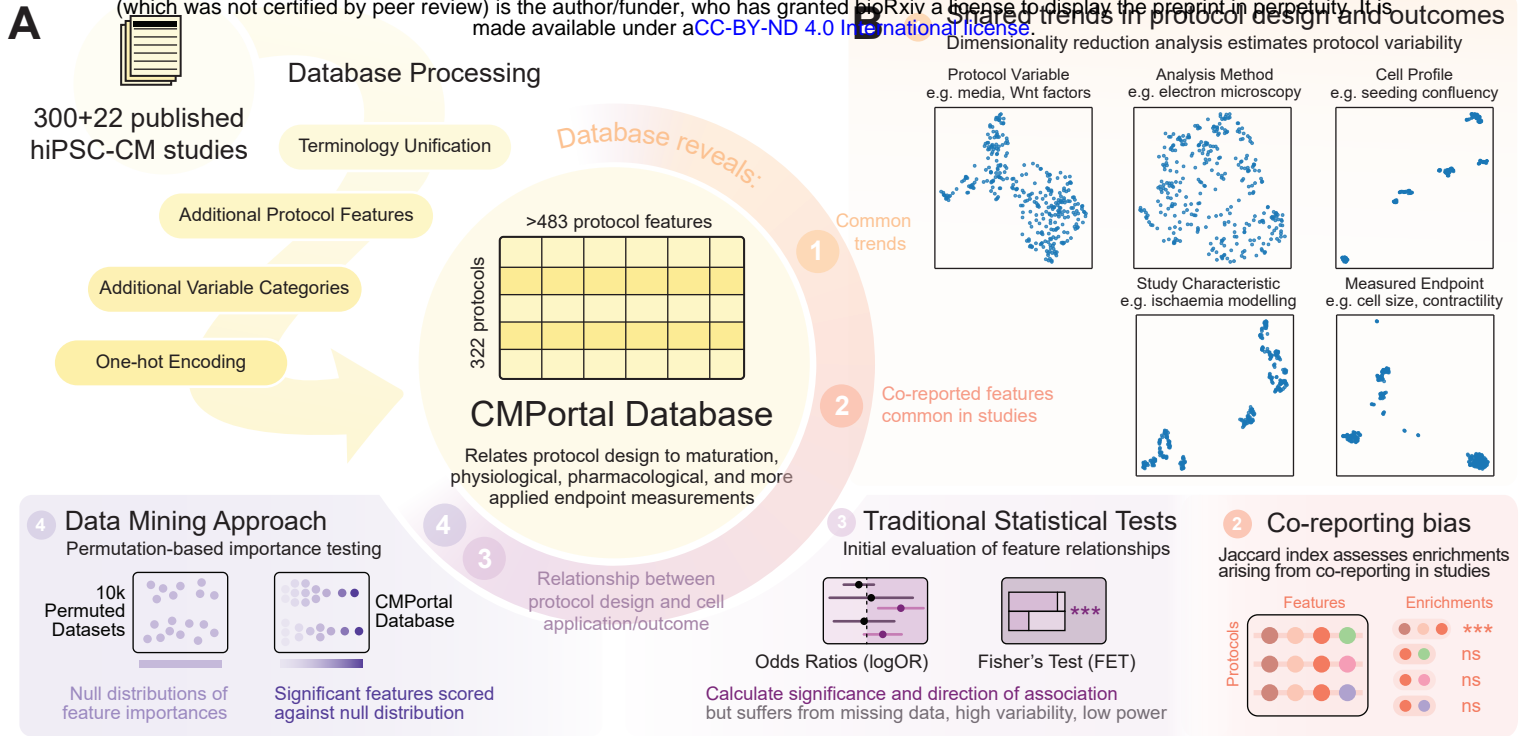 (which was not certified by peer review) is the author/funder, who has granted bioRxiv a license to display the preprint in perpetuity. It is
made available under aCC-BY-ND 4.0 International license.
A
300+22 published
hiPSC-CM studies
Database Processing
Terminology Unification
Additional Protocol Features
Additional Variable Categories
One-hot Encoding
Database reveals:
>483 protocol features
322 protocols
CMPortal Database
Relates protocol design to maturation,
physiological, pharmacological, and more
applied endpoint measurements
1
Common
trends
2
Co-reported features
common in studies
3
4
Relationship between
protocol design and cell
application/outcome
B
Shared trends in protocol design and outcomes
Dimensionality reduction analysis estimates protocol variability
Protocol Variable
e.g. media, Wnt factors
Analysis Method
e.g. electron microscopy
Cell Profile
e.g. seeding confluency
Study Characteristic
e.g. ischaemia modelling
Measured Endpoint
e.g. cell size, contractility
4
Data Mining Approach
Permutation-based importance testing
10k
Permuted
Datasets
CMPortal
Database
Null distributions of
feature importances
Significant features scored
against null distribution
3
Traditional Statistical Tests
Initial evaluation of feature relationships
***
Odds Ratios (logOR)
Fisher's Test (FET)
Calculate significance and direction of association
but suffers from missing data, high variability, low power
2
Co-reporting bias
Jaccard index assesses enrichments
arising from co-reporting in studies
Features
Enrichments
Protocols
***
ns
ns
ns